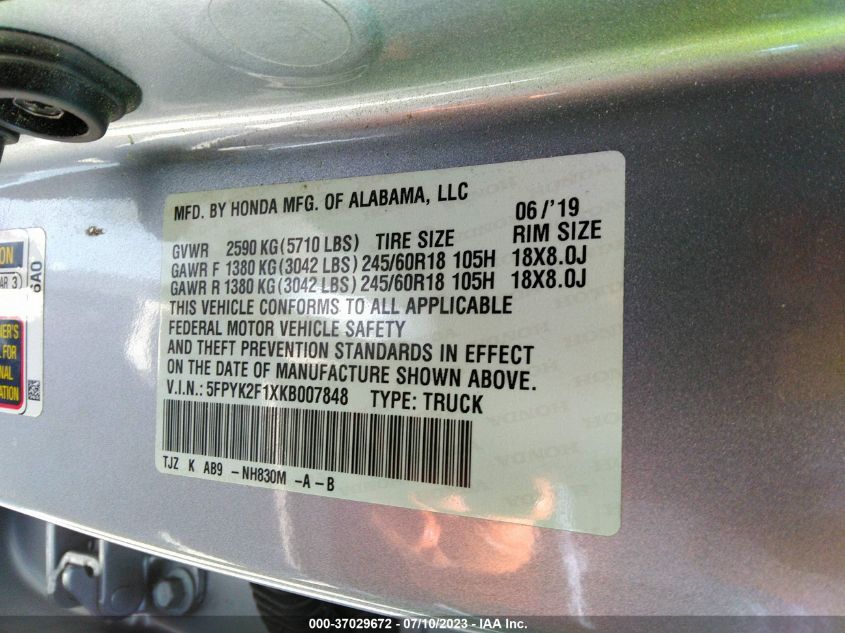 MFD. BY HONDA MFG. OF ALABAMA, LLC 06/'19
GVWR 2590 KG(5710 LBS) TIRE SIZE RIM SIZE
GAWR F 1380 KG(3042 LBS) 245/60R18 105H 18X8.0J
GAWR R 1380 KG(3042 LBS) 245/60R18 105H 18X8.0J
THIS VEHICLE CONFORMS TO ALL APPLICABLE
FEDERAL MOTOR VEHICLE SAFETY
AND THEFT PREVENTION STANDARDS IN EFFECT
ON THE DATE OF MANUFACTURE SHOWN ABOVE.
V.I.N.: 5FPYK2F1XKB007848 TYPE: TRUCK
TJZ K AB9 -NH830M -A-B
000-37029672 - 07/10/2023 - IAA Inc.